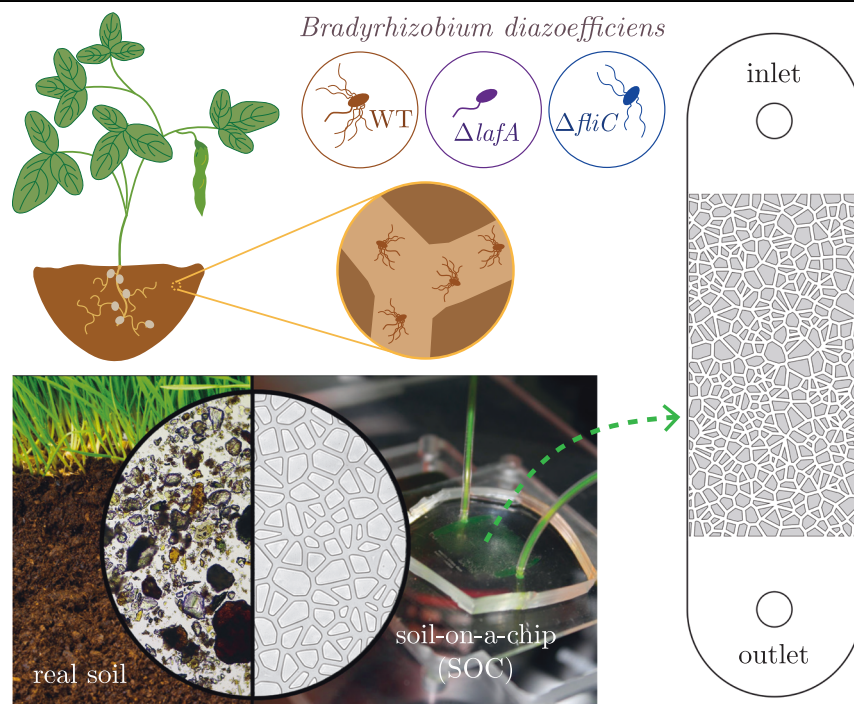 Bradyrhizobium diazoefficiens
WT
ΔlafA
ΔfliC
inlet
real soil
soil-on-a-chip
(SOC)
outlet